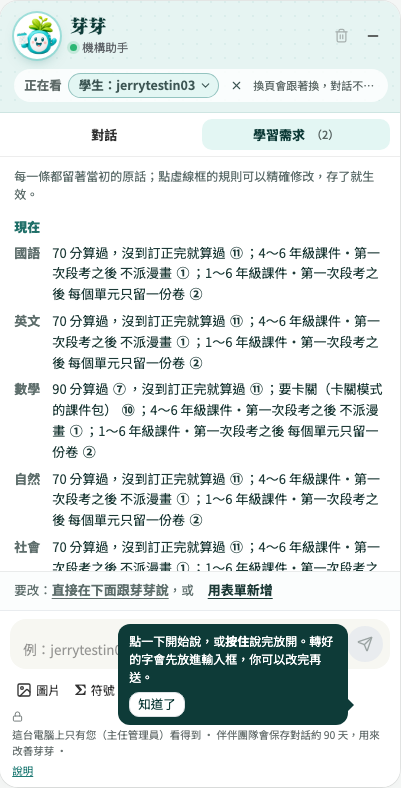 芽芽
機構助手
正在看 學生：jerrytestin03 × 換頁會跟著換，對話不…
對話 學習需求 （2）
每一條都留著當初的原話；點虛線框的規則可以精確修改，存了就生
效。
現在
國語 70 分算過，沒到訂正完就算過 ⑪ ；4～6 年級課件・第一
次段考之後 不派漫畫 ① ；1～6 年級課件・第一次段考之
後 每個單元只留一份卷 ②
英文 70 分算過，沒到訂正完就算過 ⑪ ；4～6 年級課件・第一
次段考之後 不派漫畫 ① ；1～6 年級課件・第一次段考之
後 每個單元只留一份卷 ②
數學 90 分算過 ⑦ ，沒到訂正完就算過 ⑪ ；要卡關（卡關模式
的課件包） ⑩ ；4～6 年級課件・第一次段考之後 不派漫
畫 ① ；1～6 年級課件・第一次段考之後 每個單元只留一
份卷 ②
自然 70 分算過，沒到訂正完就算過 ⑪ ；4～6 年級課件・第一
次段考之後 不派漫畫 ① ；1～6 年級課件・第一次段考之
後 每個單元只留一份卷 ②
社會 70 分算過，沒到訂正完就算過 ⑪ ；4～6 年級課件・第一
次段考之後 不派漫畫 ① ；1～6 年級課件・第一次段考之
要改：直接在下面跟芽芽說，或 用表單新增
點一下開始說，或按住說完放開。轉好
的字會先放進輸入框，你可以改完再
送。
知道了
例：jerrytestin0
圖片 Σ 符號
這台電腦上只有您（主任管理員）看得到 · 伴伴團隊會保存對話約 90 天，用來
改善芽芽 ·
說明